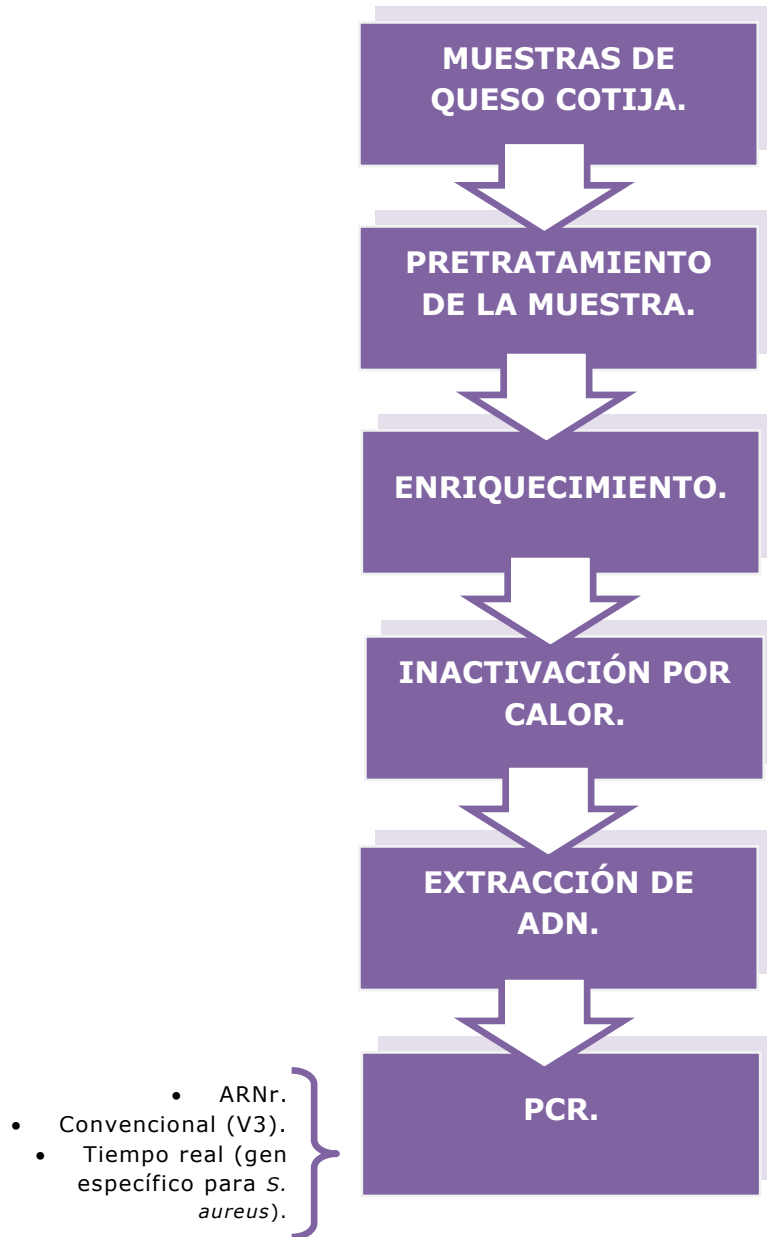 MUESTRAS DE
QUESO COTIJA.
PRETRATAMIENTO
DE LA MUESTRA.
ENRIQUECIMIENTO.
INACTIVACIÓN POR
CALOR.
EXTRACCIÓN DE
ADN.
PCR.
• ARNr.
• Convencional (V3).
• Tiempo real (gen
específico para S.
aureus).